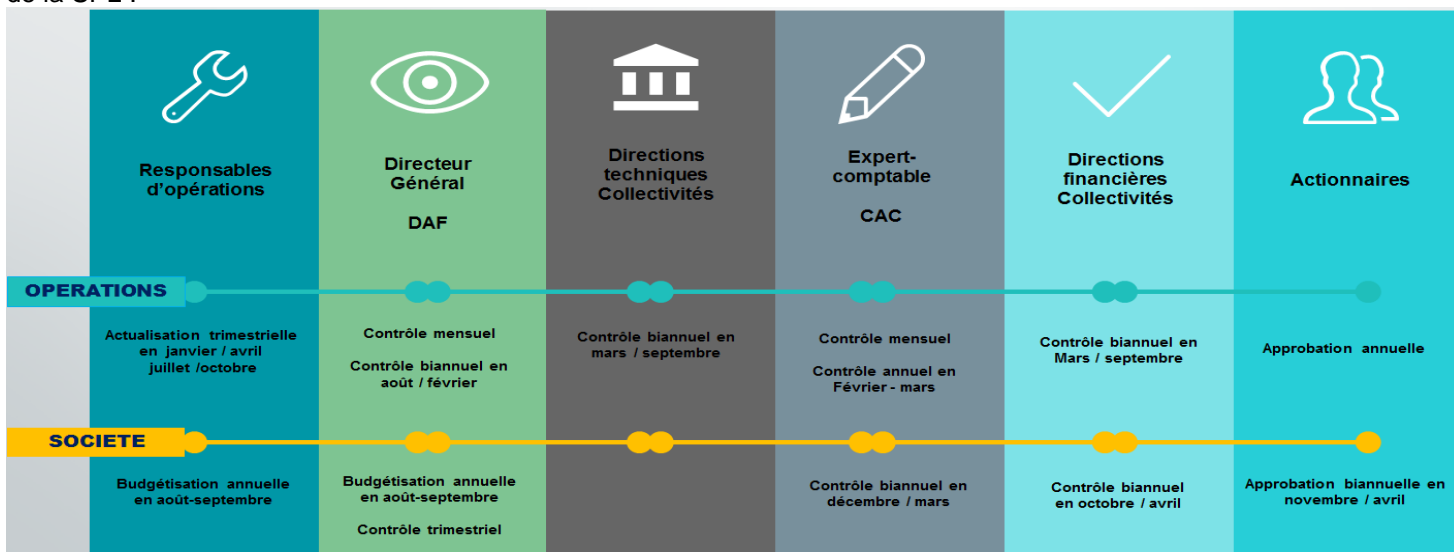 Responsables
d'opérations
Directeur
Général
DAF
Directions
techniques
Collectivités
Expert-
comptable
CAC
Directions
financières
Collectivités
Actionnaires
OPERATIONS
Actualisation trimestrielle
en janvier / avril
juillet /octobre
Contrôle mensuel
Contrôle biannuel en
août / février
Contrôle biannuel en
mars / septembre
Contrôle mensuel
Contrôle annuel en
Février - mars
Contrôle biannuel en
Mars / septembre
Approbation annuelle
SOCIETE
Budgétisation annuelle
en août-septembre
Budgétisation annuelle
en août-septembre
Contrôle trimestriel
Contrôle biannuel en
décembre / mars
Contrôle biannuel
en octobre / avril
Approbation biannuelle en
novembre / avril